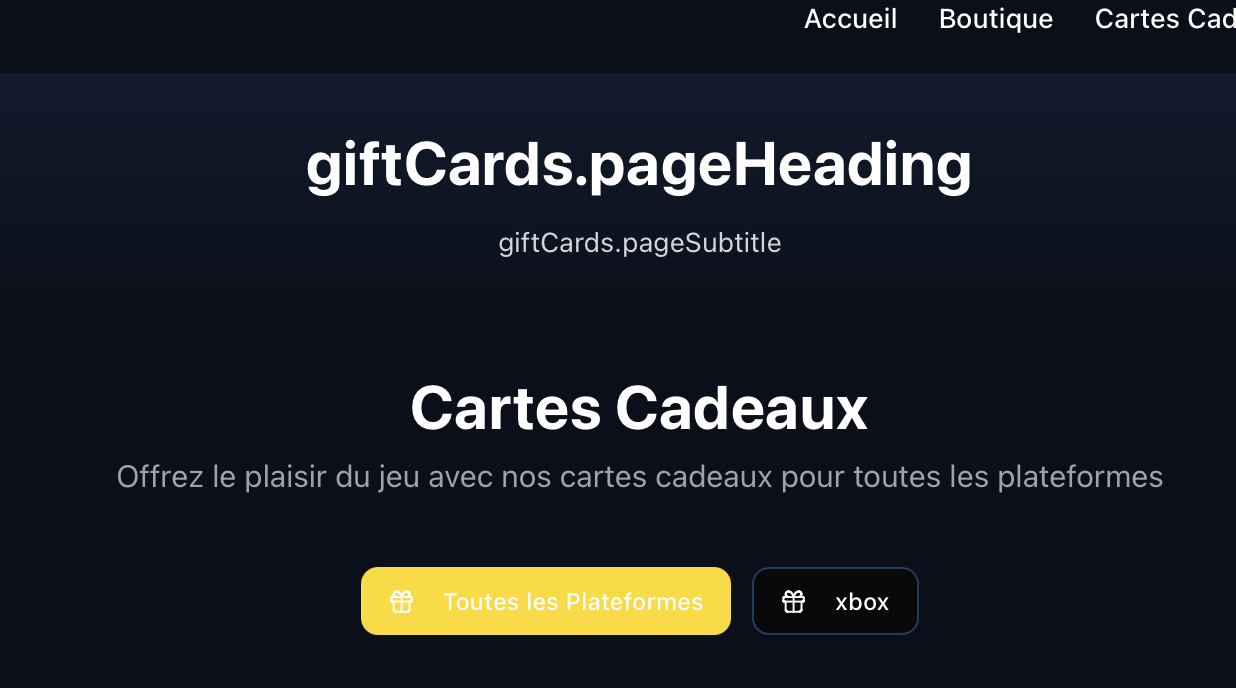 Accueil Boutique Cartes Cad
giftCards.pageHeading
giftCards.pageSubtitle
Cartes Cadeaux
Offrez le plaisir du jeu avec nos cartes cadeaux pour toutes les plateformes
Toutes les Plateformes xbox